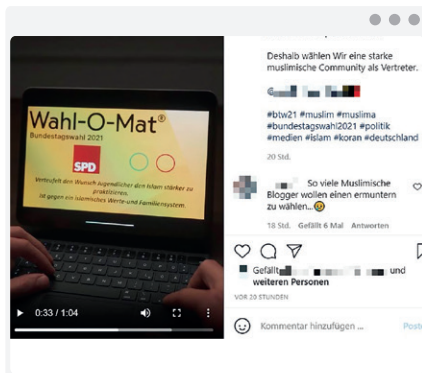 Wahl-O-Mat®
Bundestagswahl 2021
SPD
Verteufelt den Wunsch Jugendlicher den Islam stärker zu
praktizieren.
Ist gegen ein islamisches Werte-und Familiensystem.
0:33 / 1:04
Deshalb wählen Wir eine starke
muslimische Community als Vertreter.
#btw21 #muslim #muslima
#bundestagswahl2021 #politik
#medien #islam #koran #deutschland
20 Std.
So viele Muslimische
Blogger wollen einen ermuntern
zu wählen...
18 Std. Gefällt 6 Mal Antworten
Gefällt und
weiteren Personen
VOR 20 STUNDEN
Kommentar hinzufügen ...
Poste